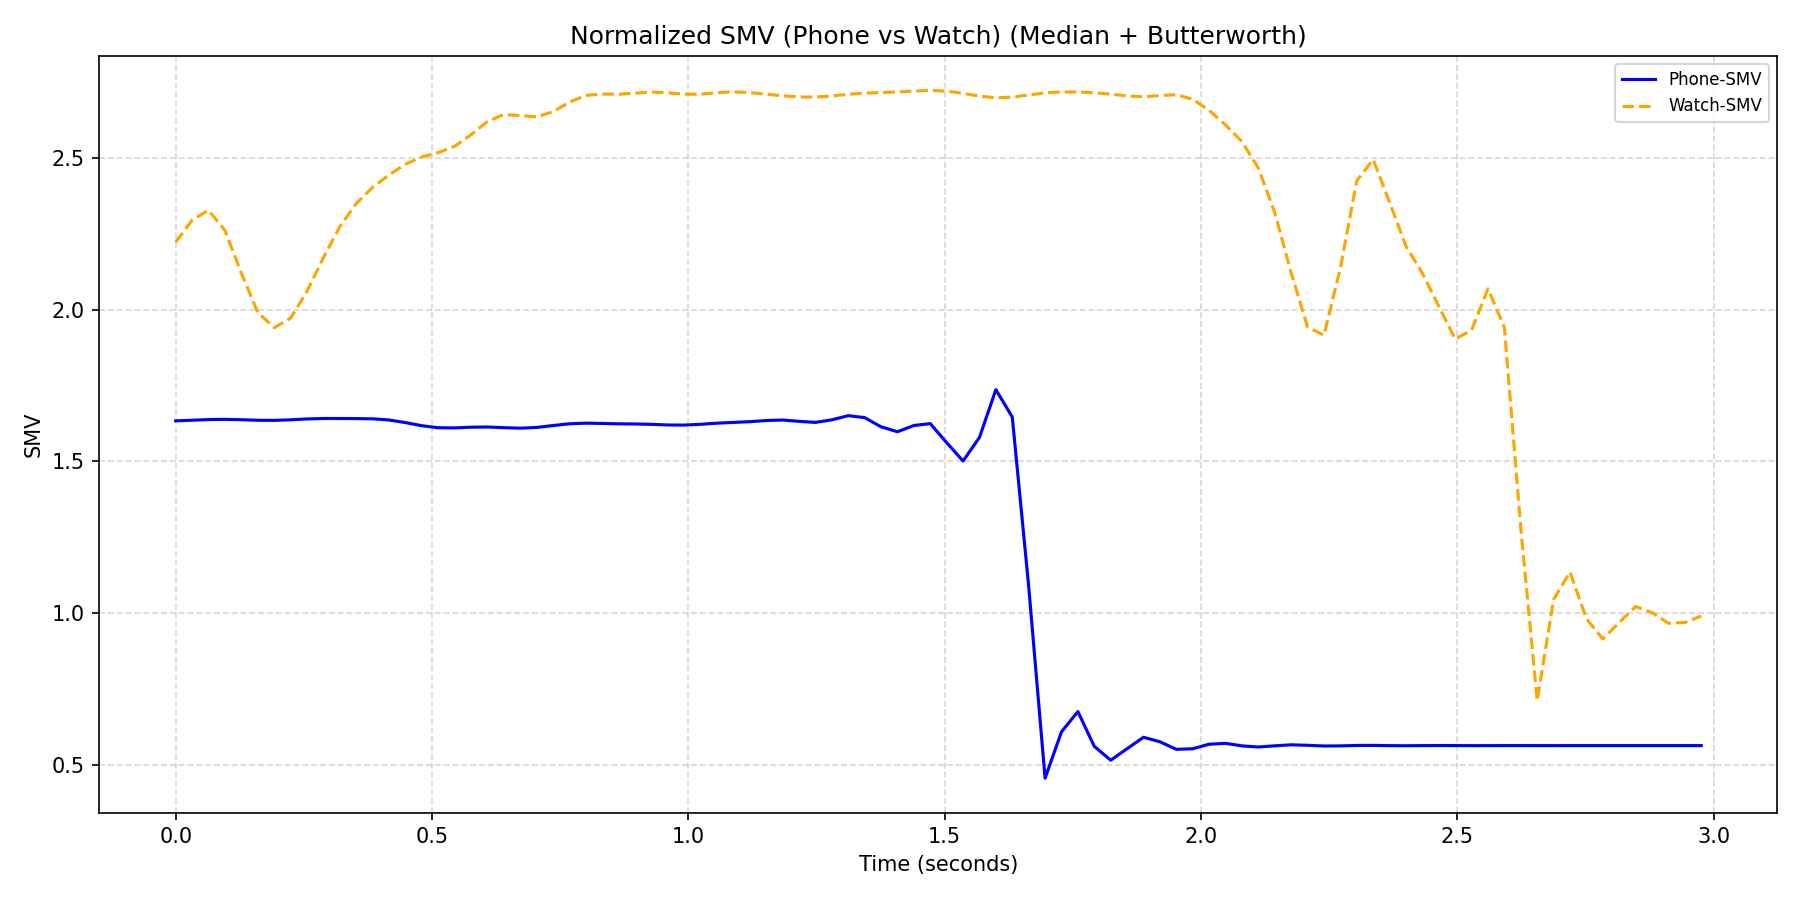 Normalized SMV (Phone vs Watch) (Median + Butterworth)
Phone-SMV
Watch-SMV
SMV
2.5
2.0
1.5
1.0
0.5
0.0 0.5 1.0 1.5 2.0 2.5 3.0
Time (seconds)